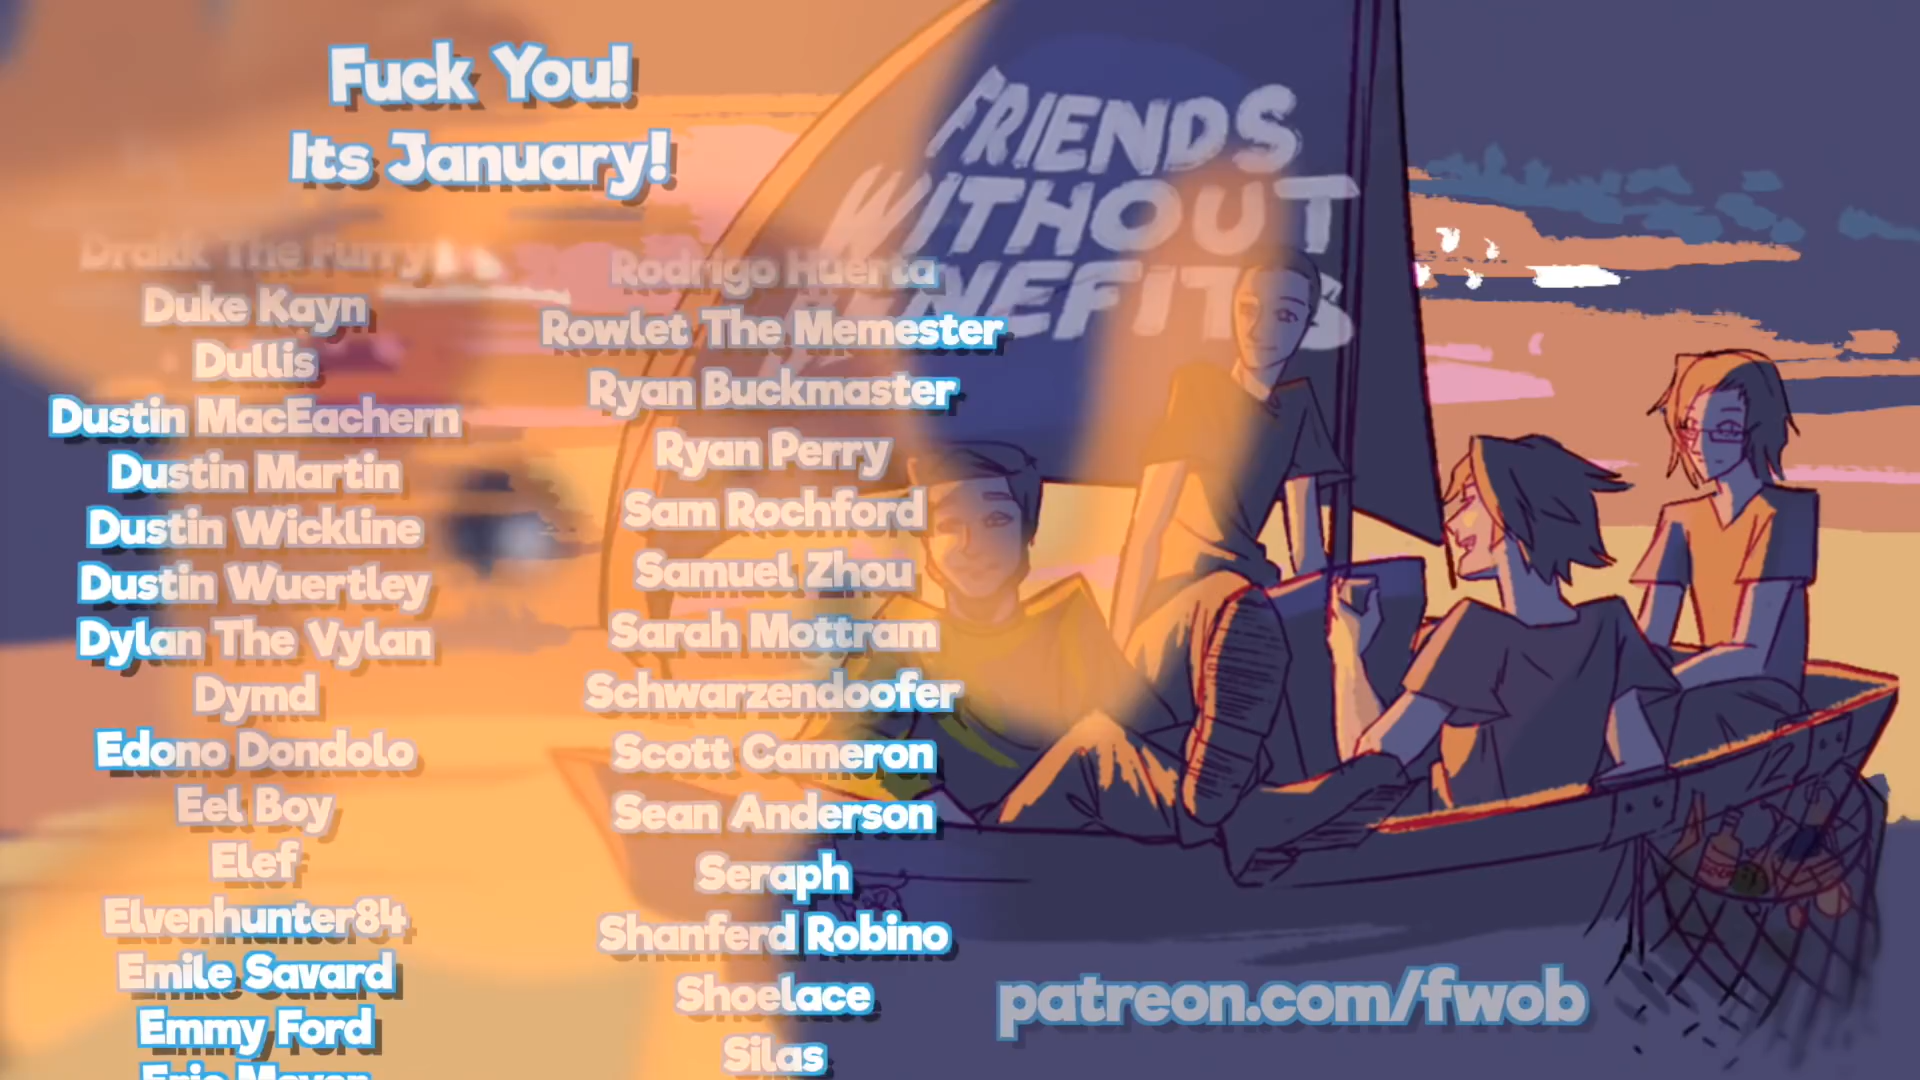 Fuck You!
Its January!
Drakk The Furry
Duke Kayn
Dullis
Dustin MacEachern
Dustin Martin
Dustin Wickline
Dustin Wuertley
Dylan The Vylan
Dymd
Edono Dondolo
Eel Boy
Elef
Elvenhunter84
Emile Savard
Emmy Ford
Rodrigo Huerta
Rowlet The Memester
Ryan Buckmaster
Ryan Perry
Sam Rochford
Samuel Zhou
Sarah Mottram
Schwarzendoofer
Scott Cameron
Sean Anderson
Seraph
Shanferd Robino
Shoelace
Silas
FRIENDS
WITHOUT
BENEFITS
patreon.com/fwob